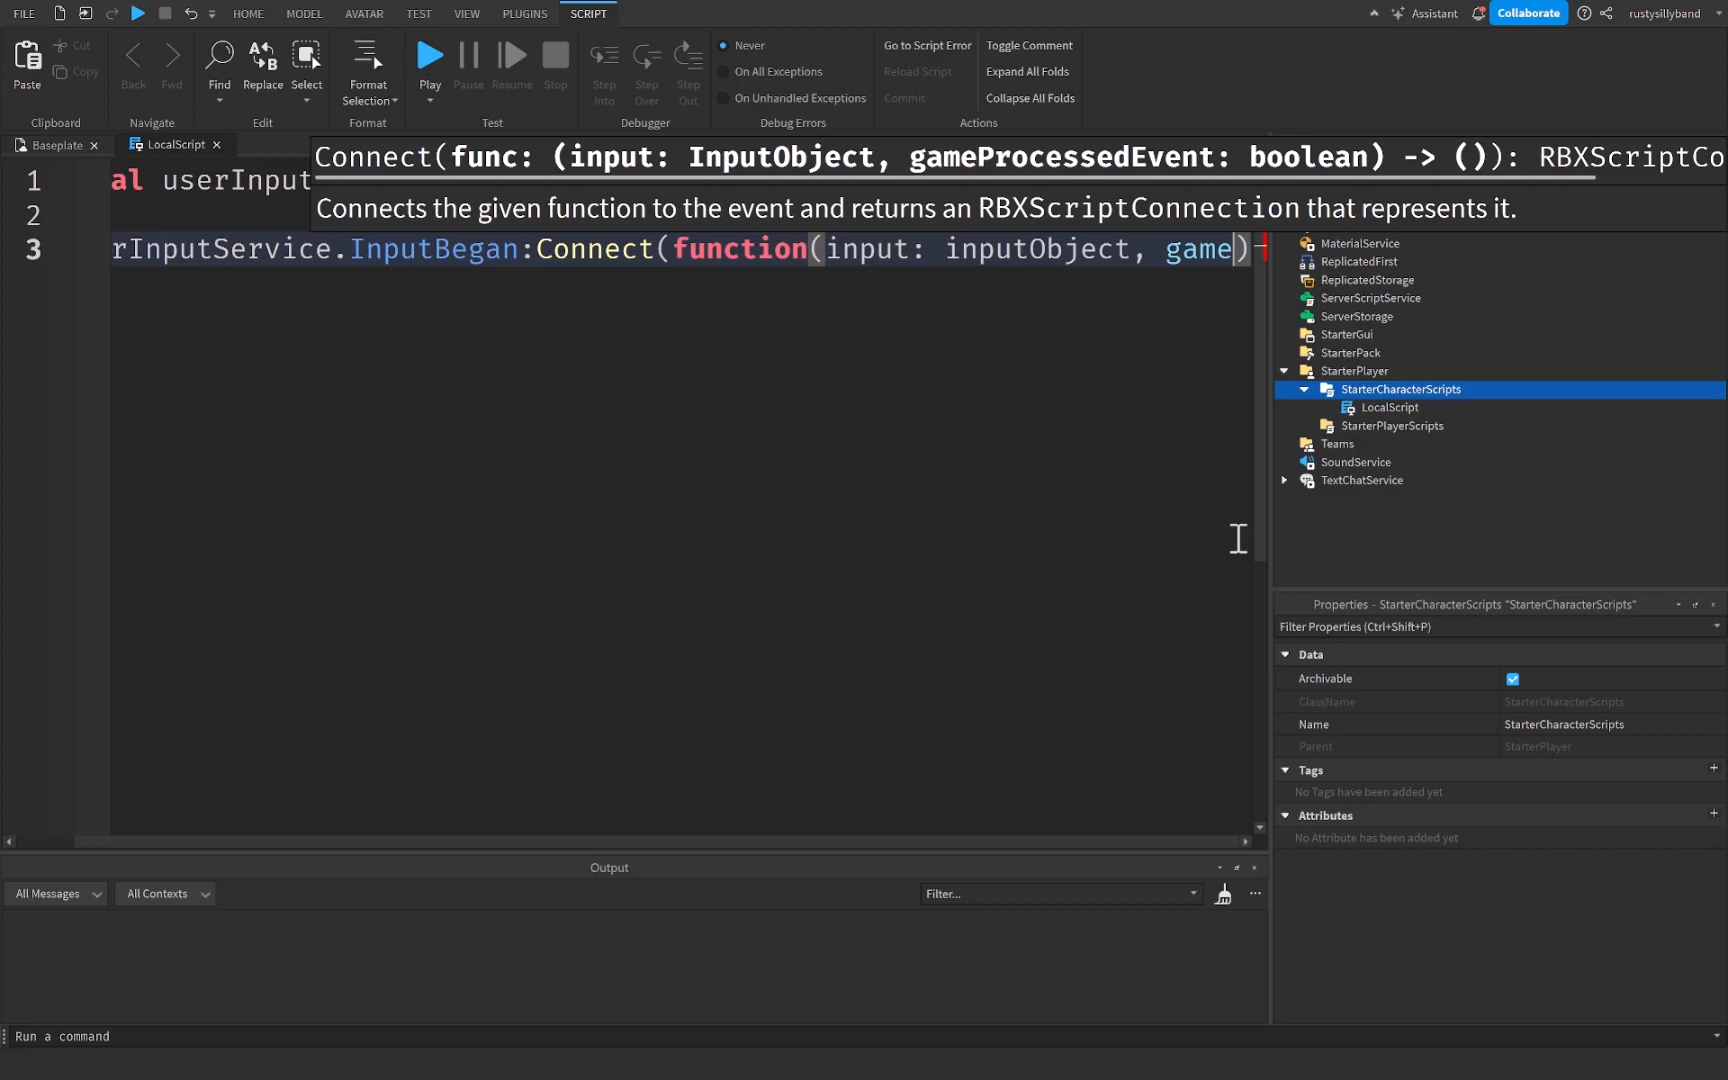 FILE HOME MODEL AVATAR TEST VIEW PLUGINS SCRIPT Assistant Collaborate rustysillyband
Paste Cut Copy Back Fwd Find Replace Select Format Selection Play Pause Resume Stop Step Into Step Over Step Out
Never Go to Script Error Toggle Comment
On All Exceptions Reload Script Expand All Folds
On Unhandled Exceptions Commit Collapse All Folds
Clipboard Navigate Edit Format Test Debugger Debug Errors Actions
Baseplate LocalScript
Connect(func: (input: InputObject, gameProcessedEvent: boolean) -> ()): RBXScriptCo
Connects the given function to the event and returns an RBXScriptConnection that represents it.
1 al userInput
2
3 rInputService.InputBegan:Connect(function(input: inputObject, game)
MaterialService
ReplicatedFirst
ReplicatedStorage
ServerScriptService
ServerStorage
StarterGui
StarterPack
StarterPlayer
StarterCharacterScripts
LocalScript
StarterPlayerScripts
Teams
SoundService
TextChatService
Properties - StarterCharacterScripts "StarterCharacterScripts"
Filter Properties (Ctrl+Shift+P)
Data
Archivable
ClassName StarterCharacterScripts
Name StarterCharacterScripts
Parent StarterPlayer
Tags +
No Tags have been added yet
Attributes +
No Attribute has been added yet
Output
All Messages All Contexts Filter... ...
Run a command